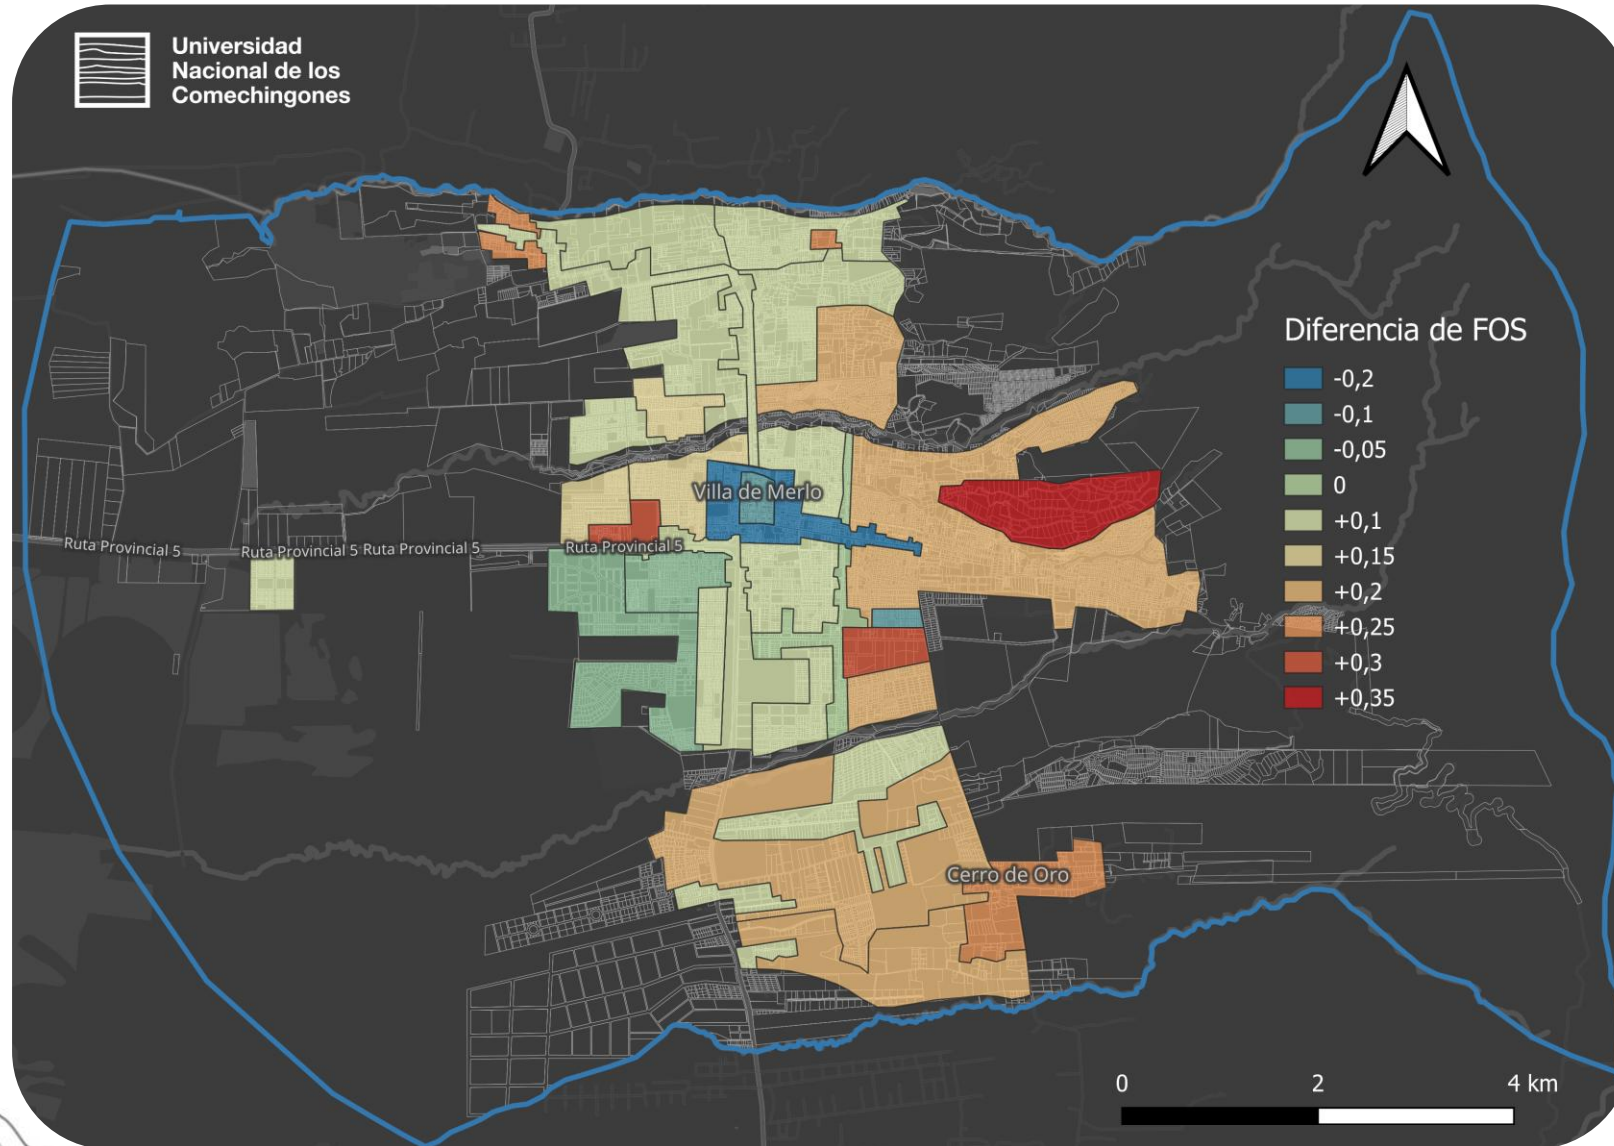 Universidad
Nacional de los
Comechingones
Diferencia de FOS
-0,2
-0,1
-0,05
0
+0,1
+0,15
+0,2
+0,25
+0,3
+0,35
Villa de Merlo
Ruta Provincial 5
Ruta Provincial 5 Ruta Provincial 5
Ruta Provincial 5
Cerro de Oro
0 2 4 km